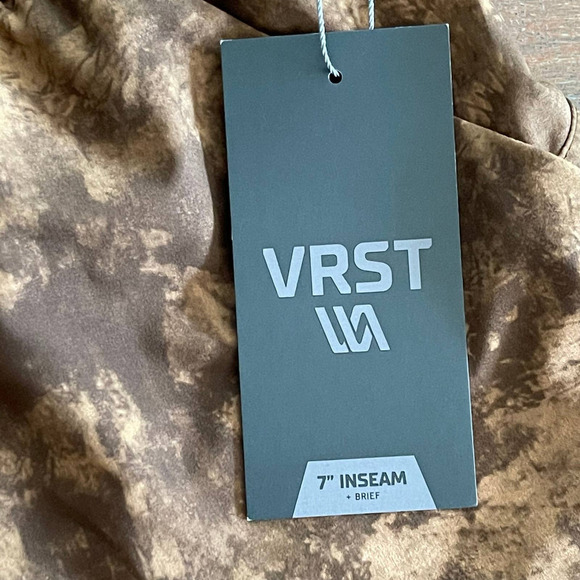 VRST
7" INSEAM
+ BRIEF